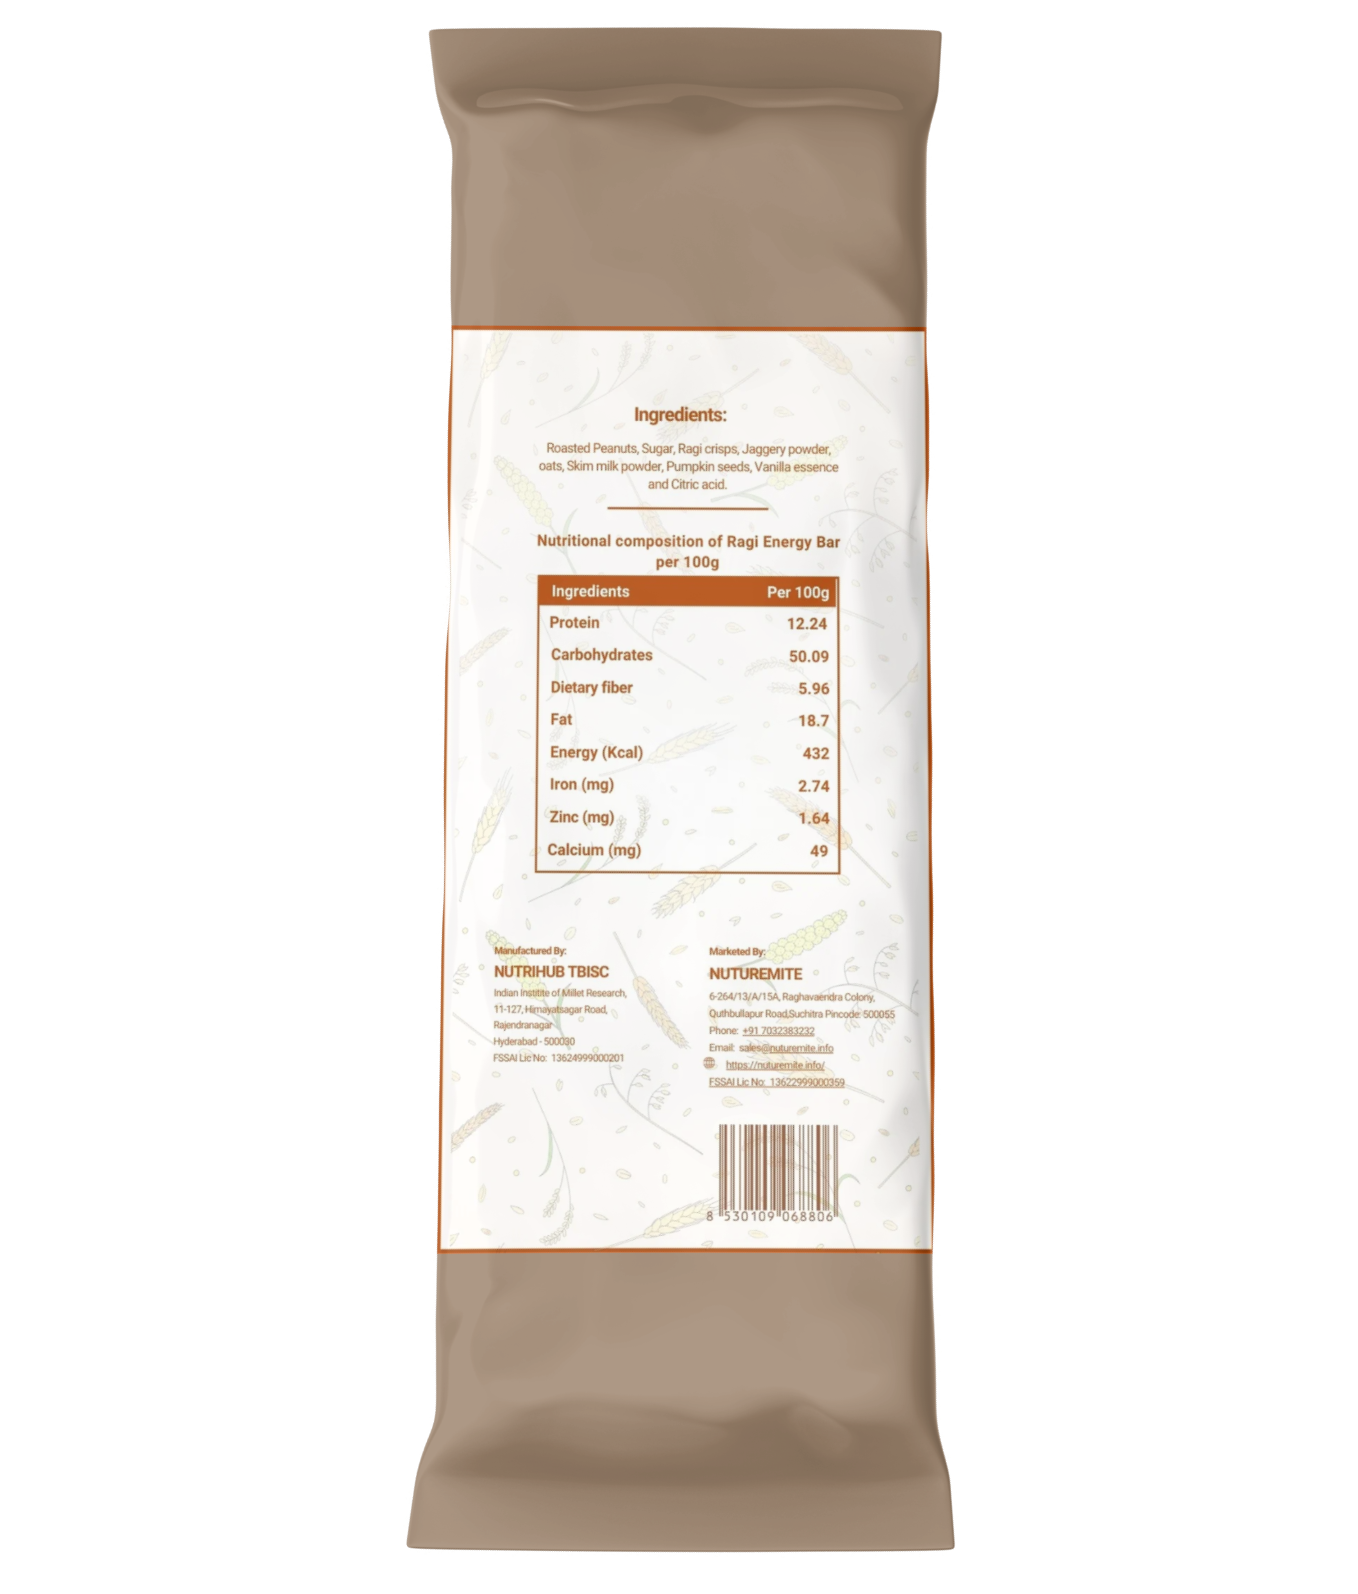 Ingredients:
Roasted Peanuts, Sugar, Ragi crisps, Jaggery powder,
oats, Skim milk powder, Pumpkin seeds, Vanilla essence
and Citric acid.
Nutritional composition of Ragi Energy Bar
per 100g
Ingredients Per 100g
Protein 12.24
Carbohydrates 50.09
Dietary fiber 5.96
Fat 18.7
Energy (Kcal) 432
Iron (mg) 2.74
Zinc (mg) 1.64
Calcium (mg) 49
Manufactured By:
NUTRIHUB TBISC
Indian Institite of Millet Research,
11-127, Himayatsagar Road,
Rajendranagar
Hyderabad - 500030
FSSAI Lic No: 13624999000201
Marketed By:
NUTUREMITE
6-264/13/A/15A, Raghavaendra Colony,
Quthbullapur Road,Suchitra Pincode: 500055
Phone: +91 7032383232
Email: sales@nuturemite.info
https://nuturemite.info/
FSSAI Lic No: 13622999000359
8 530109 068806